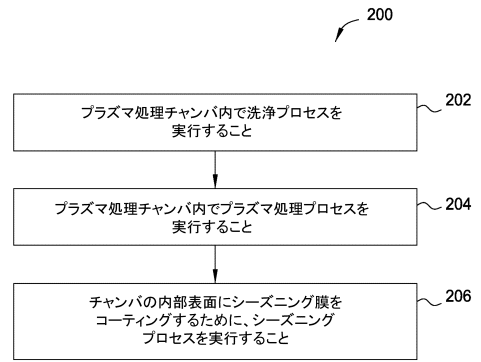 200
プラズマ処理チャンバ内で洗浄プロセスを
実行すること
202
プラズマ処理チャンバ内でプラズマ処理プロセスを
実行すること
204
チャンバの内部表面にシーズニング膜を
コーティングするために、シーズニング
プロセスを実行すること
206